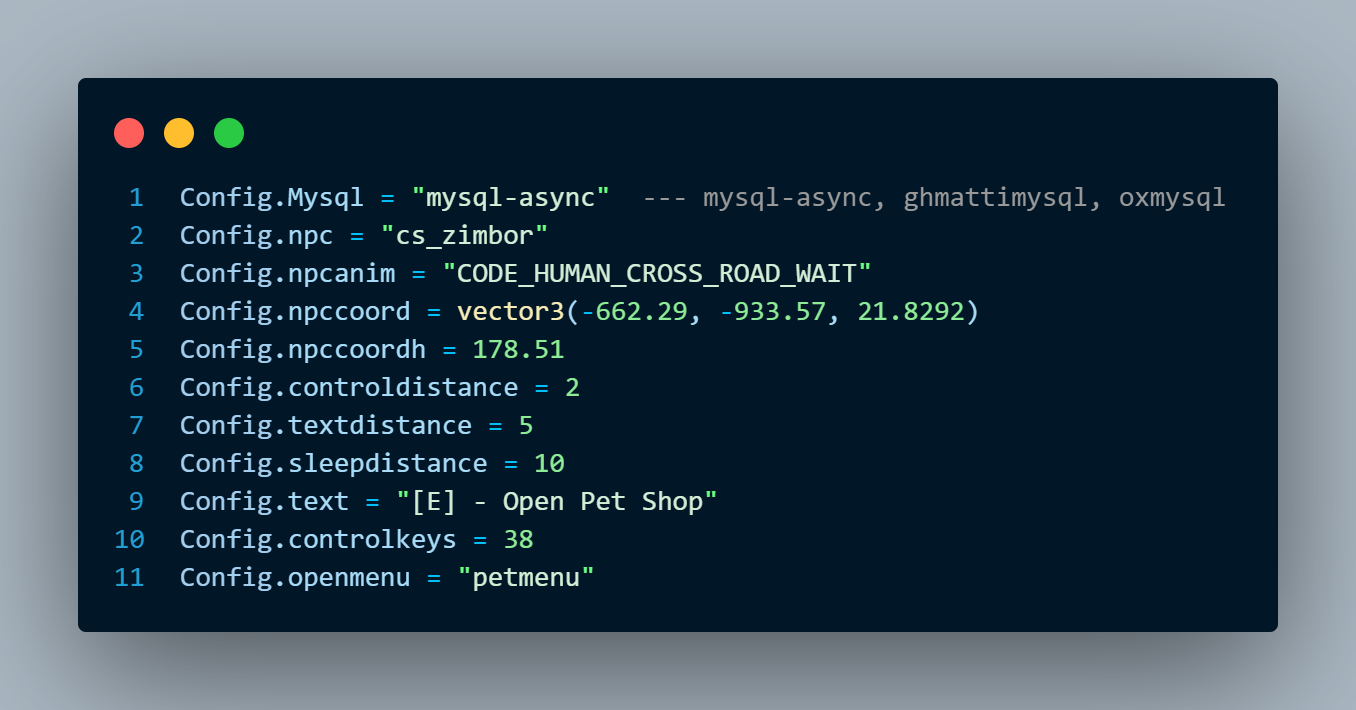 1 Config.Mysql = "mysql-async" --- mysql-async, ghmattimysql, oxmysql
2 Config.npc = "cs_zimbor"
3 Config.npcanim = "CODE_HUMAN_CROSS_ROAD_WAIT"
4 Config.npccoord = vector3(-662.29, -933.57, 21.8292)
5 Config.npccoordh = 178.51
6 Config.controldistance = 2
7 Config.textdistance = 5
8 Config.sleepdistance = 10
9 Config.text = "[E] - Open Pet Shop"
10 Config.controlkeys = 38
11 Config.openmenu = "petmenu"